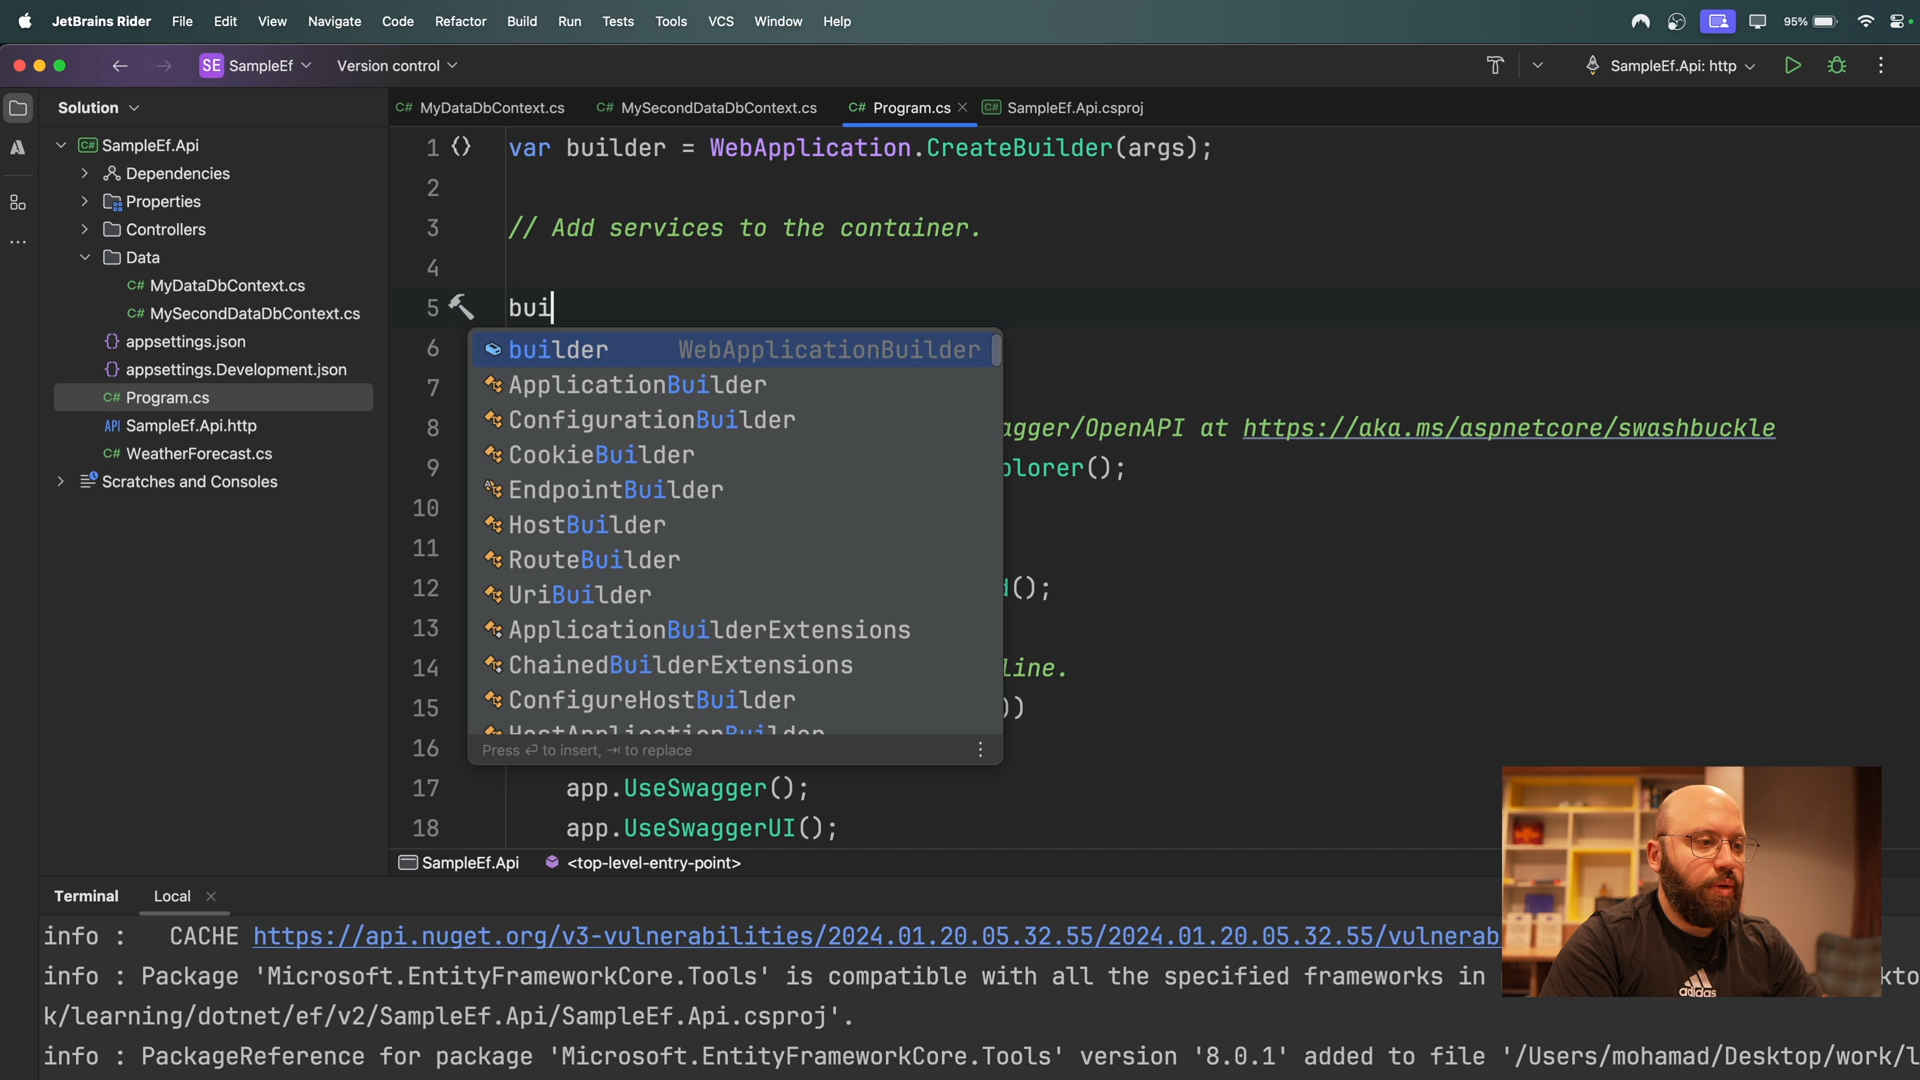 JetBrains Rider File Edit View Navigate Code Refactor Build Run Tests Tools VCS Window Help 95%
SE SampleEf Version control SampleEf.Api: http
Solution
C# MyDataDbContext.cs C# MySecondDataDbContext.cs C# Program.cs C# SampleEf.Api.csproj
C# SampleEf.Api
Dependencies
Properties
Controllers
Data
C# MyDataDbContext.cs
C# MySecondDataDbContext.cs
{} appsettings.json
{} appsettings.Development.json
C# Program.cs
API SampleEf.Api.http
C# WeatherForecast.cs
Scratches and Consoles
1 {} var builder = WebApplication.CreateBuilder(args);
2
3 // Add services to the container.
4
5 bui
6
7
8 agger/OpenAPI at https://aka.ms/aspnetcore/swashbuckle
9 plorer();
10
11
12 d();
13
14 line.
15 ))
16
17 app.UseSwagger();
18 app.UseSwaggerUI();
builder WebApplicationBuilder
ApplicationBuilder
ConfigurationBuilder
CookieBuilder
EndpointBuilder
HostBuilder
RouteBuilder
UriBuilder
ApplicationBuilderExtensions
ChainedBuilderExtensions
ConfigureHostBuilder
HostApplicationBuilder
Press ↵ to insert, ⇥ to replace
SampleEf.Api <top-level-entry-point>
Terminal Local
info : CACHE https://api.nuget.org/v3-vulnerabilities/2024.01.20.05.32.55/2024.01.20.05.32.55/vulnerab
info : Package 'Microsoft.EntityFrameworkCore.Tools' is compatible with all the specified frameworks in kto
k/learning/dotnet/ef/v2/SampleEf.Api/SampleEf.Api.csproj'.
info : PackageReference for package 'Microsoft.EntityFrameworkCore.Tools' version '8.0.1' added to file '/Users/mohamad/Desktop/work/l
adidas